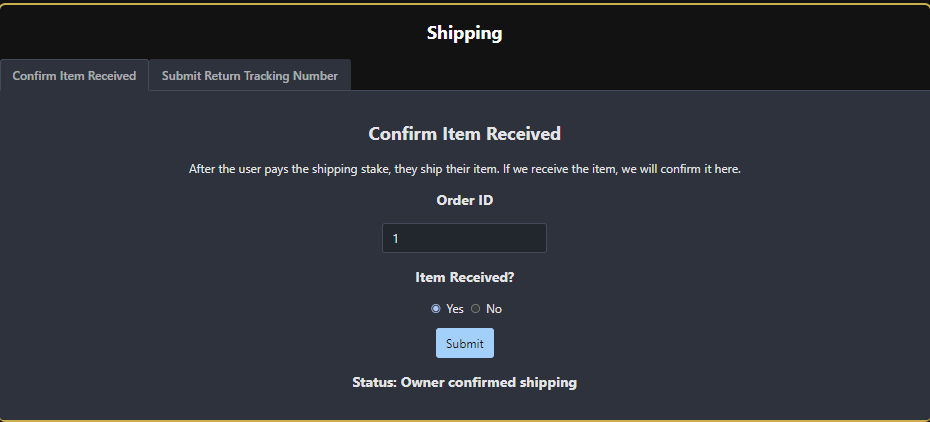 Shipping
Confirm Item Received
Submit Return Tracking Number
Confirm Item Received
After the user pays the shipping stake, they ship their item. If we receive the item, we will confirm it here.
Order ID
1
Item Received?
Yes No
Submit
Status: Owner confirmed shipping